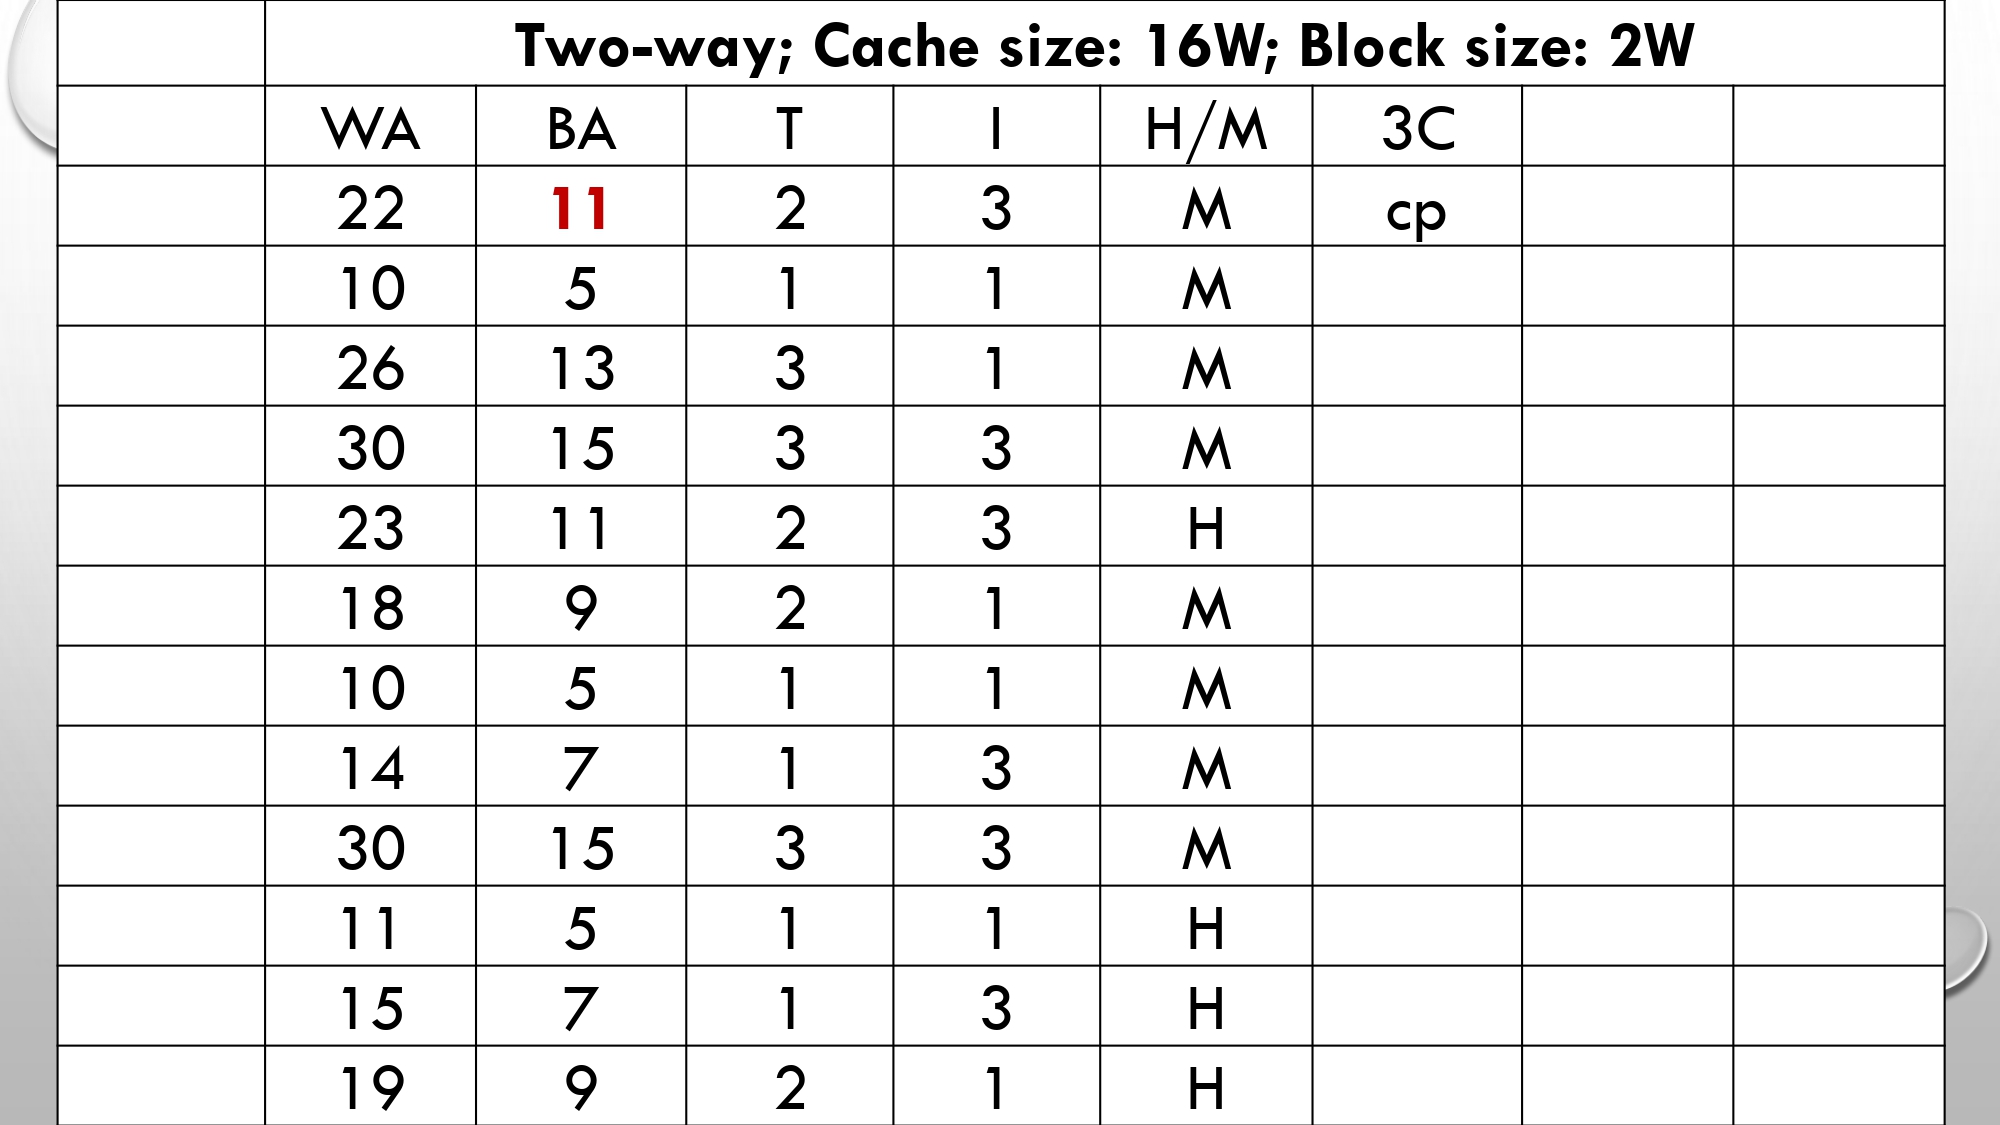 Two-way; Cache size: 16W; Block size: 2W
WA BA T I H/M 3C
22 11 2 3 M cp
10 5 1 1 M
26 13 3 1 M
30 15 3 3 M
23 11 2 3 H
18 9 2 1 M
10 5 1 1 M
14 7 1 3 M
30 15 3 3 M
11 5 1 1 H
15 7 1 3 H
19 9 2 1 H